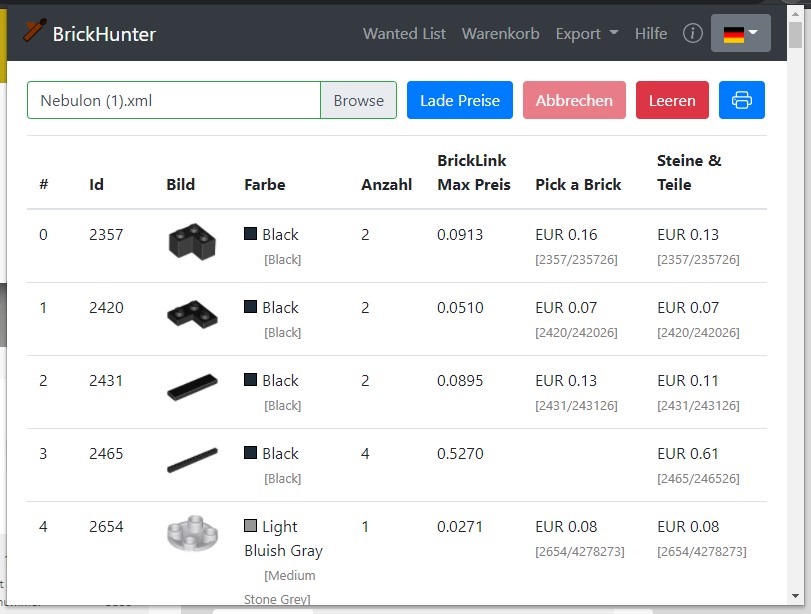 BrickHunter
Wanted List Warenkorb Export Hilfe
Nebulon (1).xml Browse Lade Preise Abbrechen Leeren
# Id Bild Farbe Anzahl BrickLink Max Preis Pick a Brick Steine & Teile
0 2357 Black 2 0.0913 EUR 0.16 EUR 0.13
[Black] [2357/235726] [2357/235726]
1 2420 Black 2 0.0510 EUR 0.07 EUR 0.07
[Black] [2420/242026] [2420/242026]
2 2431 Black 2 0.0895 EUR 0.13 EUR 0.11
[Black] [2431/243126] [2431/243126]
3 2465 Black 4 0.5270 EUR 0.61
[Black] [2465/246526]
4 2654 Light 1 0.0271 EUR 0.08 EUR 0.08
Bluish Gray [2654/4278273] [2654/4278273]
[Medium
Stone Grey]